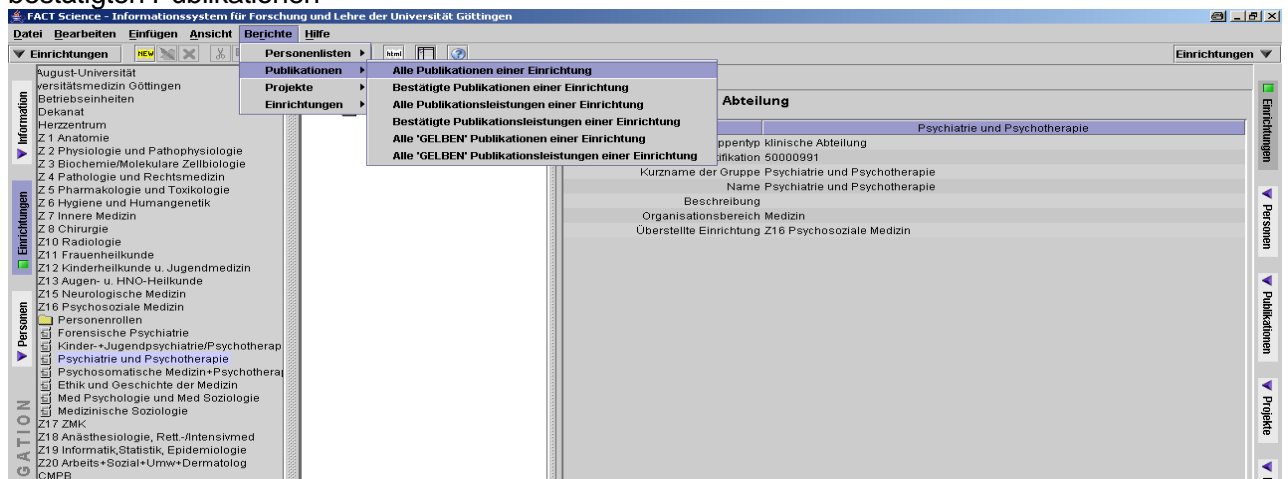 bestätigten Publikationen
FACT Science - Informationssystem für Forschung und Lehre der Universität Göttingen
Datei Bearbeiten Einfügen Ansicht Berichte Hilfe
Einrichtungen NEW html Einrichtungen
Personenlisten
Publikationen
Projekte
Einrichtungen
Alle Publikationen einer Einrichtung
Bestätigte Publikationen einer Einrichtung
Alle Publikationsleistungen einer Einrichtung
Bestätigte Publikationsleistungen einer Einrichtung
Alle 'GELBEN' Publikationen einer Einrichtung
Alle 'GELBEN' Publikationsleistungen einer Einrichtung
Information
Einrichtungen
Personen
GATION
August-Universität
versitätsmedizin Göttingen
Betriebseinheiten
Dekanat
Herzzentrum
Z 1 Anatomie
Z 2 Physiologie und Pathophysiologie
Z 3 Biochemie/Molekulare Zellbiologie
Z 4 Pathologie und Rechtsmedizin
Z 5 Pharmakologie und Toxikologie
Z 6 Hygiene und Humangenetik
Z 7 Innere Medizin
Z 8 Chirurgie
Z10 Radiologie
Z11 Frauenheilkunde
Z12 Kinderheilkunde u. Jugendmedizin
Z13 Augen- u. HNO-Heilkunde
Z15 Neurologische Medizin
Z16 Psychosoziale Medizin
Personenrollen
Forensische Psychiatrie
Kinder-+Jugendpsychiatrie/Psychotherap
Psychiatrie und Psychotherapie
Psychosomatische Medizin+Psychotherap
Ethik und Geschichte der Medizin
Med Psychologie und Med Soziologie
Medizinische Soziologie
Z17 ZMK
Z18 Anästhesiologie, Rett.-/Intensivmed
Z19 Informatik,Statistik, Epidemiologie
Z20 Arbeits+Sozial+Umw+Dermatolog
CMPB
Abteilung
Psychiatrie und Psychotherapie
ppentyp klinische Abteilung
tifikation 50000991
Kurzname der Gruppe Psychiatrie und Psychotherapie
Name Psychiatrie und Psychotherapie
Beschreibung
Organisationsbereich Medizin
Überstellte Einrichtung Z16 Psychosoziale Medizin
Einrichtungen
Personen
Publikationen
Projekte